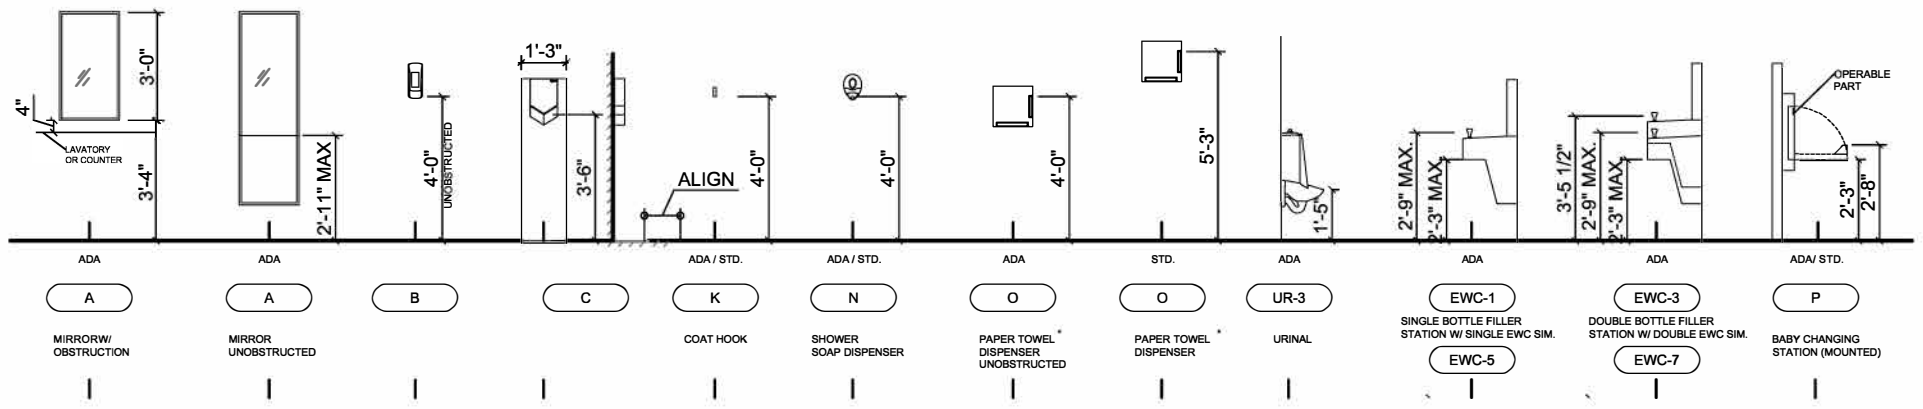 3'-0"
4"
LAVATORY
OR COUNTER
3'-4"
ADA
A
MIRRORW/
OBSTRUCTION
2'-11" MAX
ADA
A
MIRROR
UNOBSTRUCTED
4'-0"
UNOBSTRUCTED
B
1'-3"
3'-6"
C
ALIGN
4'-0"
ADA / STD.
K
COAT HOOK
4'-0"
ADA / STD.
N
SHOWER
SOAP DISPENSER
4'-0"
ADA
O
PAPER TOWEL *
DISPENSER
UNOBSTRUCTED
5'-3"
STD.
O
PAPER TOWEL *
DISPENSER
1'-5"
ADA
UR-3
URINAL
2'-9" MAX.
2'-3" MAX.
ADA
EWC-1
SINGLE BOTTLE FILLER
STATION W/ SINGLE EWC SIM.
EWC-5
3'-5 1/2"
2'-9" MAX.
2'-3" MAX.
ADA
EWC-3
DOUBLE BOTTLE FILLER
STATION W/ DOUBLE EWC SIM.
EWC-7
OPERABLE
PART
2'-3"
2'-8"
ADA/ STD.
P
BABY CHANGING
STATION (MOUNTED)